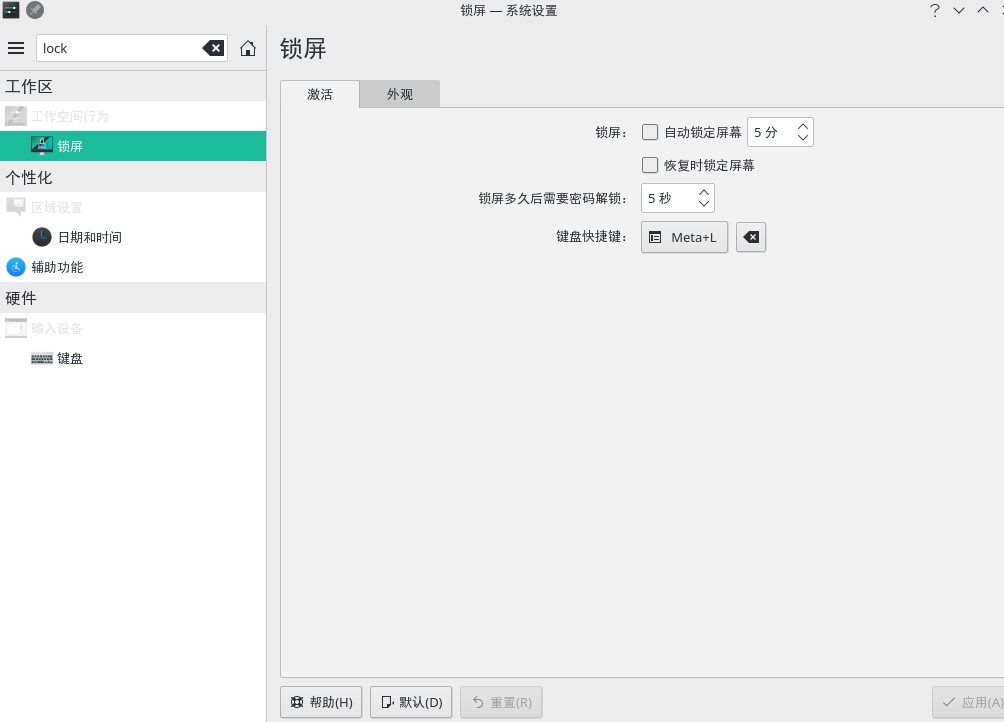 锁屏 — 系统设置
lock
工作区
工作空间行为
锁屏
个性化
区域设置
日期和时间
辅助功能
硬件
输入设备
键盘
锁屏
激活 外观
锁屏： 自动锁定屏幕 5 分
恢复时锁定屏幕
锁屏多久后需要密码解锁： 5 秒
键盘快捷键： Meta+L
帮助(H) 默认(D) 重置(R) 应用(A)